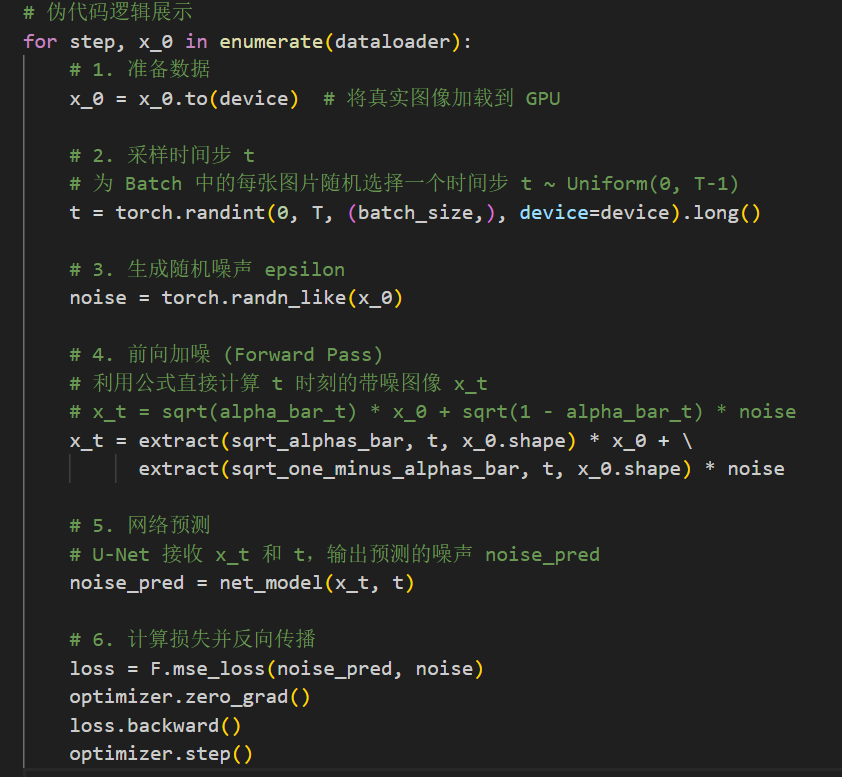 # 伪代码逻辑展示
for step, x_0 in enumerate(dataloader):
    # 1. 准备数据
    x_0 = x_0.to(device)  # 将真实图像加载到 GPU

    # 2. 采样时间步 t
    # 为 Batch 中的每张图片随机选择一个时间步 t ~ Uniform(0, T-1)
    t = torch.randint(0, T, (batch_size,), device=device).long()

    # 3. 生成随机噪声 epsilon
    noise = torch.randn_like(x_0)

    # 4. 前向加噪 (Forward Pass)
    # 利用公式直接计算 t 时刻的带噪图像 x_t
    # x_t = sqrt(alpha_bar_t) * x_0 + sqrt(1 - alpha_bar_t) * noise
    x_t = extract(sqrt_alphas_bar, t, x_0.shape) * x_0 + \
          extract(sqrt_one_minus_alphas_bar, t, x_0.shape) * noise

    # 5. 网络预测
    # U-Net 接收 x_t 和 t，输出预测的噪声 noise_pred
    noise_pred = net_model(x_t, t)

    # 6. 计算损失并反向传播
    loss = F.mse_loss(noise_pred, noise)
    optimizer.zero_grad()
    loss.backward()
    optimizer.step()